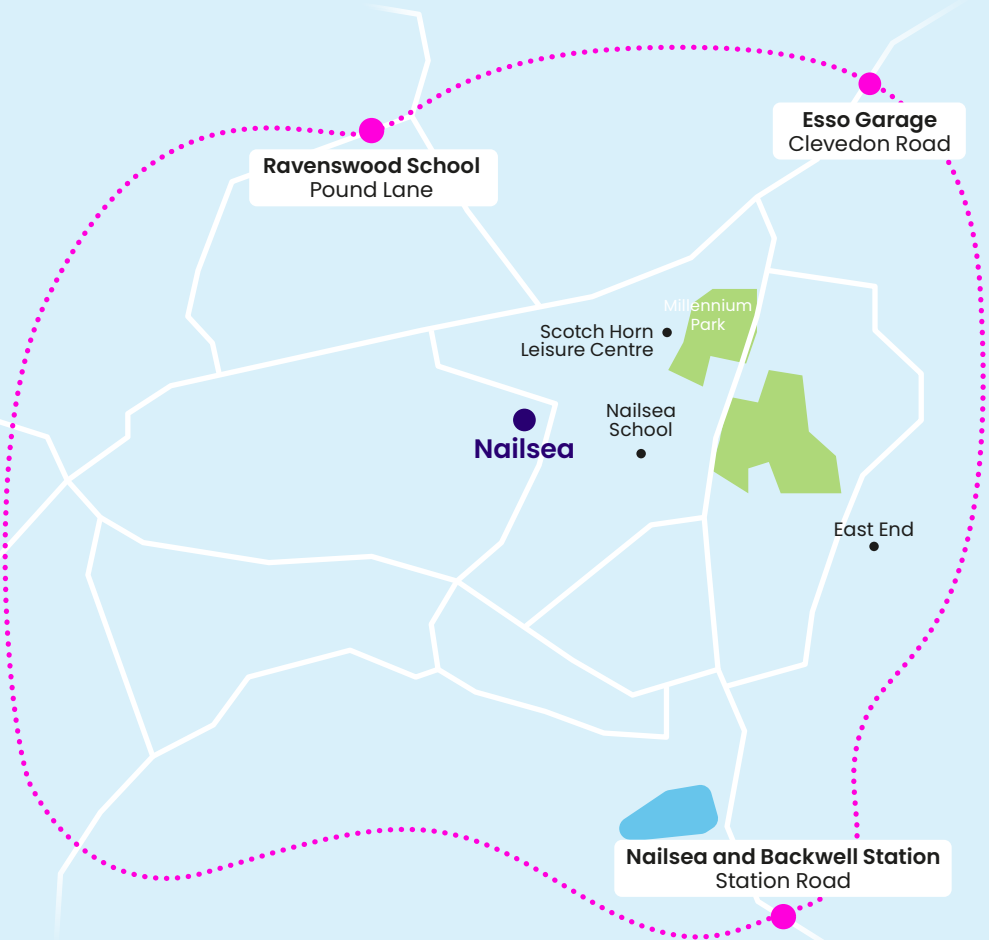 Esso Garage
Clevedon Road
Ravenswood School
Pound Lane
Millennium
Park
Scotch Horn
Leisure Centre
Nailsea
School
Nailsea
East End
Nailsea and Backwell Station
Station Road